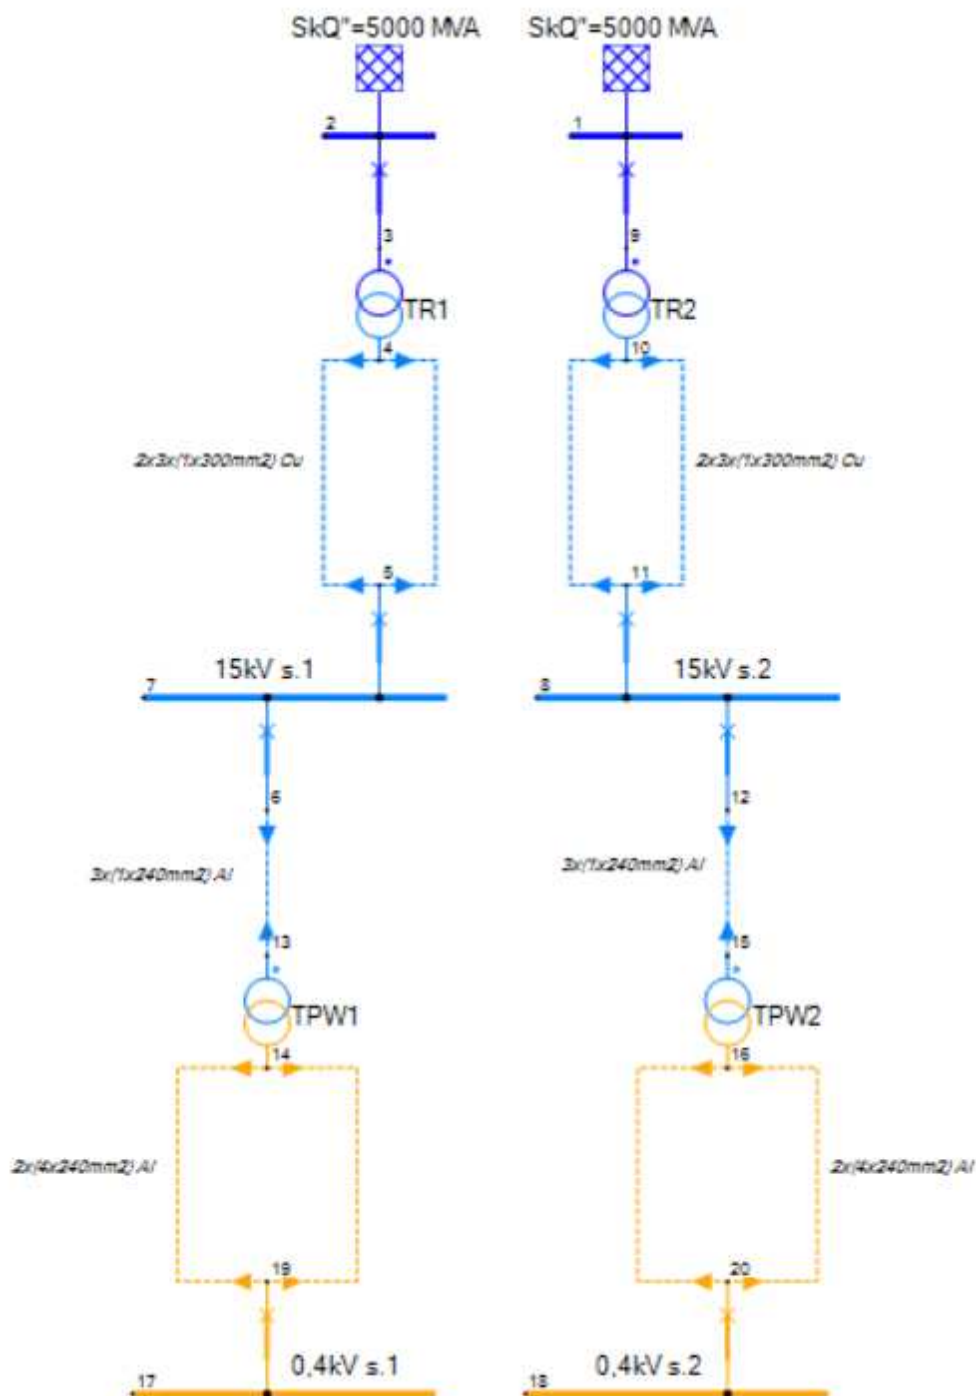 SkQ"=5000 MVA SkQ"=5000 MVA
2 1
3 9
TR1 TR2
4 10
2x3x(1x300mm2) Cu 2x3x(1x300mm2) Cu
5 11
15kV s.1 15kV s.2
7 8
6 12
3x(1x240mm2) Al 3x(1x240mm2) Al
13 15
TPW1 TPW2
14 16
2x(4x240mm2) Al 2x(4x240mm2) Al
19 20
0,4kV s.1 0,4kV s.2
17 18